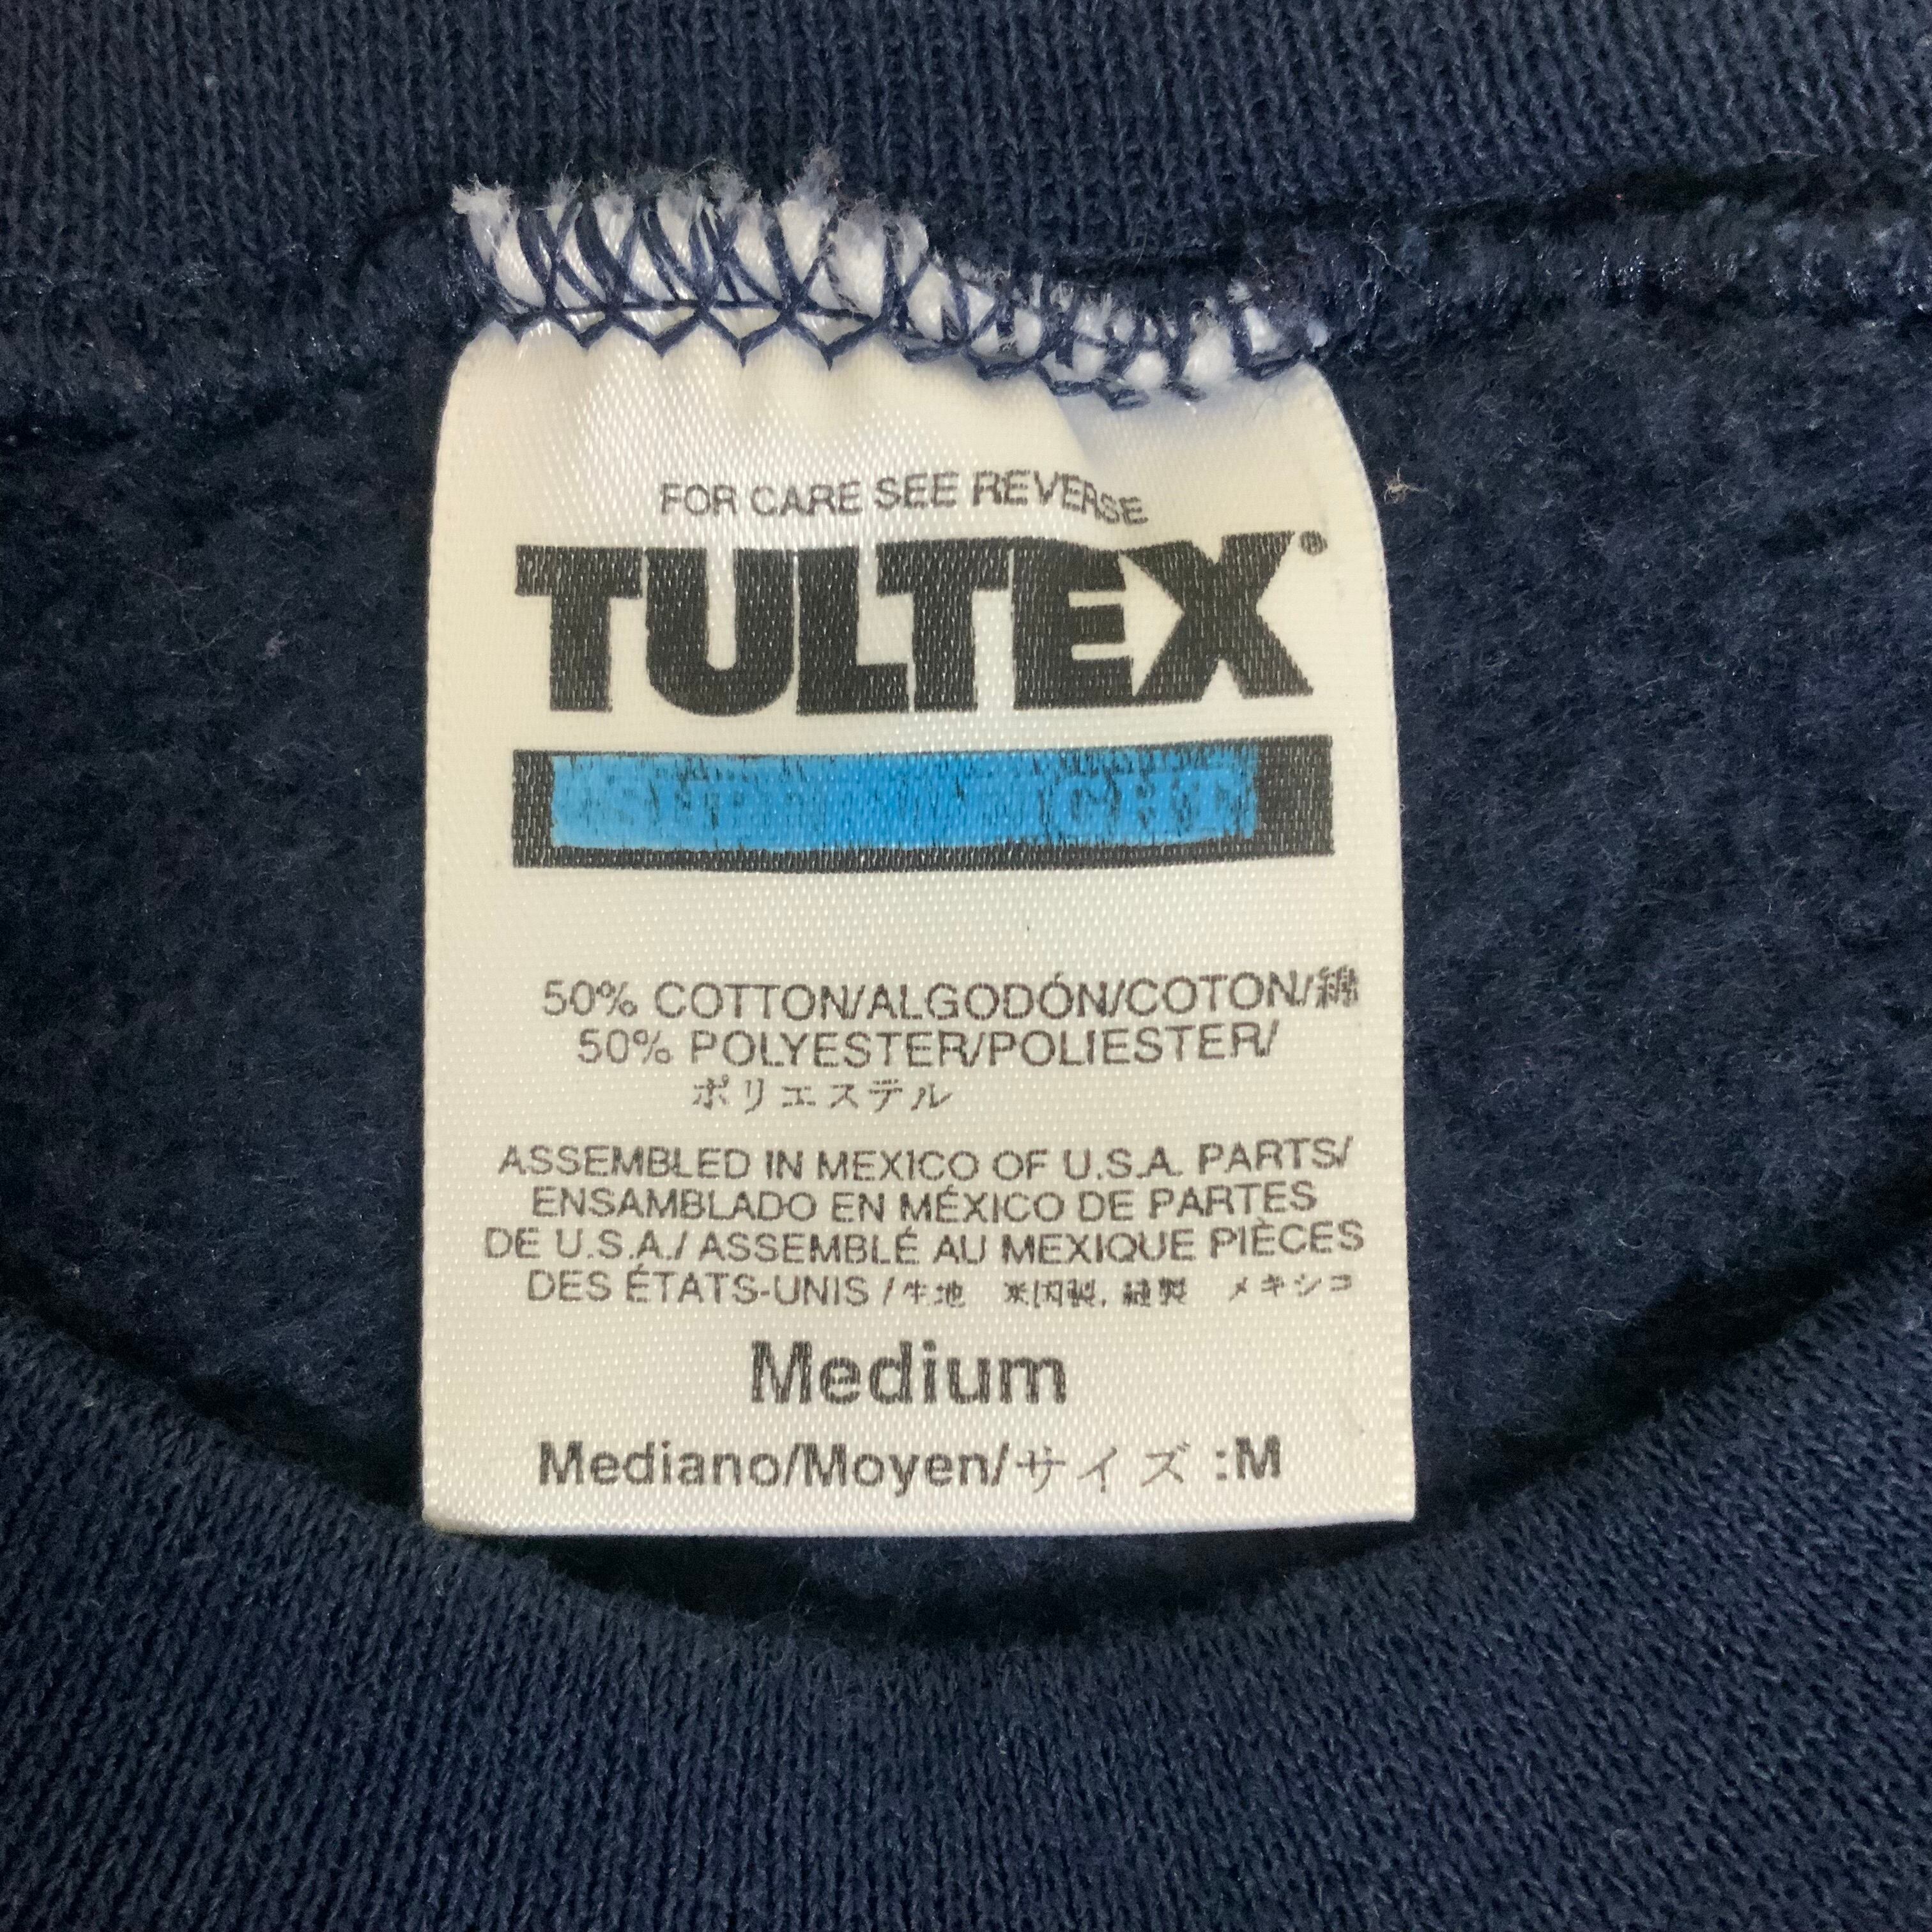 FOR CARE SEE REVERSE
TULTEX®
50% COTTON/ALGODÓN/COTON/綿
50% POLYESTER/POLIESTER/
ポリエステル
ASSEMBLED IN MEXICO OF U.S.A. PARTS/
ENSAMBLADO EN MÉXICO DE PARTES
DE U.S.A./ ASSEMBLÉ AU MEXIQUE PIÈCES
DES ÉTATS-UNIS / 生地 米国製, 縫製 メキシコ
Medium
Mediano/Moyen/サイズ :M